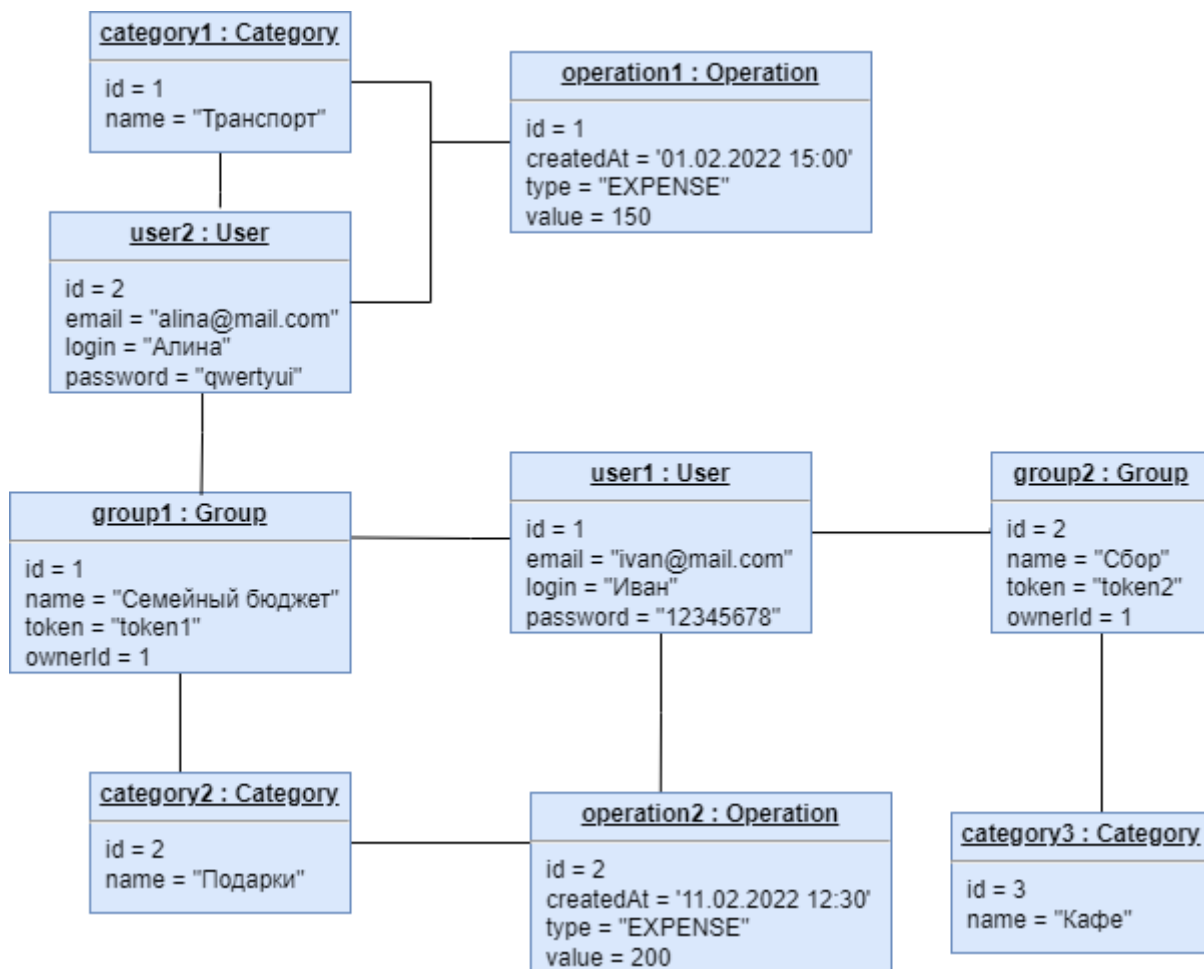 category1 : Category
id = 1
name = "Транспорт"
operation1 : Operation
id = 1
createdAt = '01.02.2022 15:00'
type = "EXPENSE"
value = 150
user2 : User
id = 2
email = "alina@mail.com"
login = "Алина"
password = "qwertyui"
group1 : Group
id = 1
name = "Семейный бюджет"
token = "token1"
ownerId = 1
user1 : User
id = 1
email = "ivan@mail.com"
login = "Иван"
password = "12345678"
group2 : Group
id = 2
name = "Сбор"
token = "token2"
ownerId = 1
category2 : Category
id = 2
name = "Подарки"
operation2 : Operation
id = 2
createdAt = '11.02.2022 12:30'
type = "EXPENSE"
value = 200
category3 : Category
id = 3
name = "Кафе"